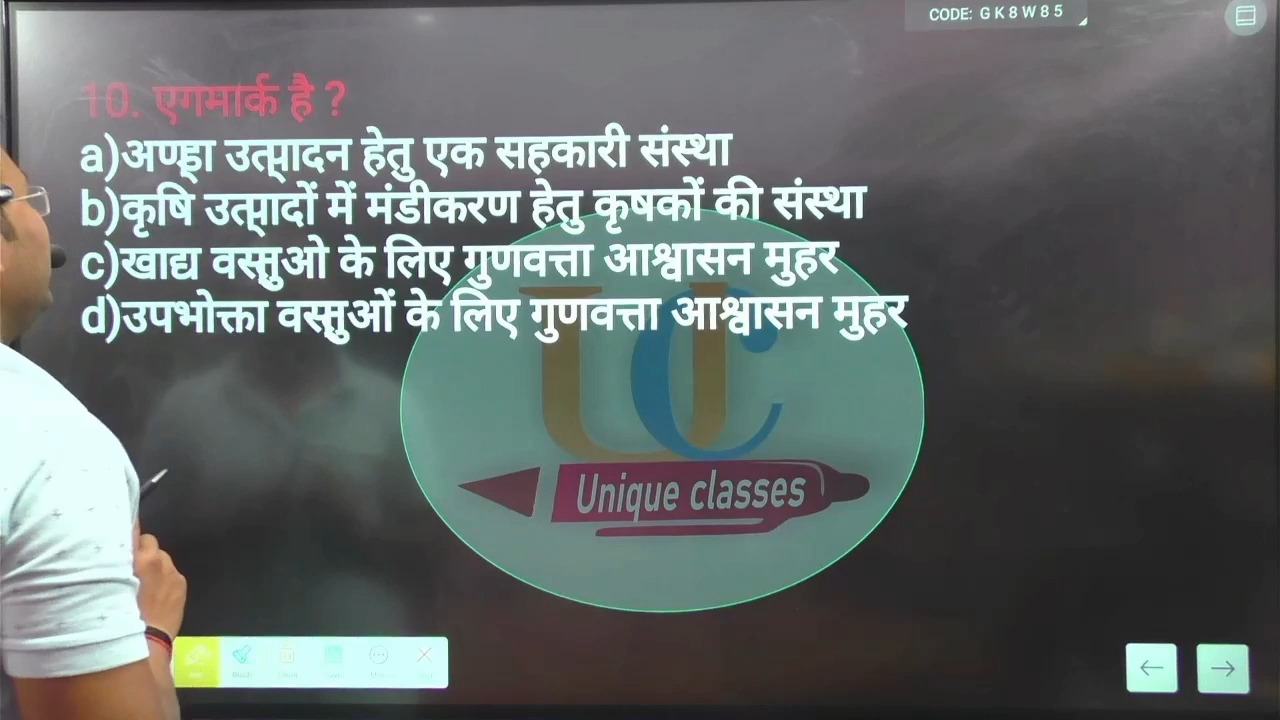 CODE: G K 8 W 8 5
10. एगमार्क है ?
a)अण्डा उत्पादन हेतु एक सहकारी संस्था
b)कृषि उत्पादों में मंडीकरण हेतु कृषकों की संस्था
c)खाद्य वस्तुओ के लिए गुणवत्ता आश्वासन मुहर
d)उपभोक्ता वस्तुओं के लिए गुणवत्ता आश्वासन मुहर
UC
Unique classes